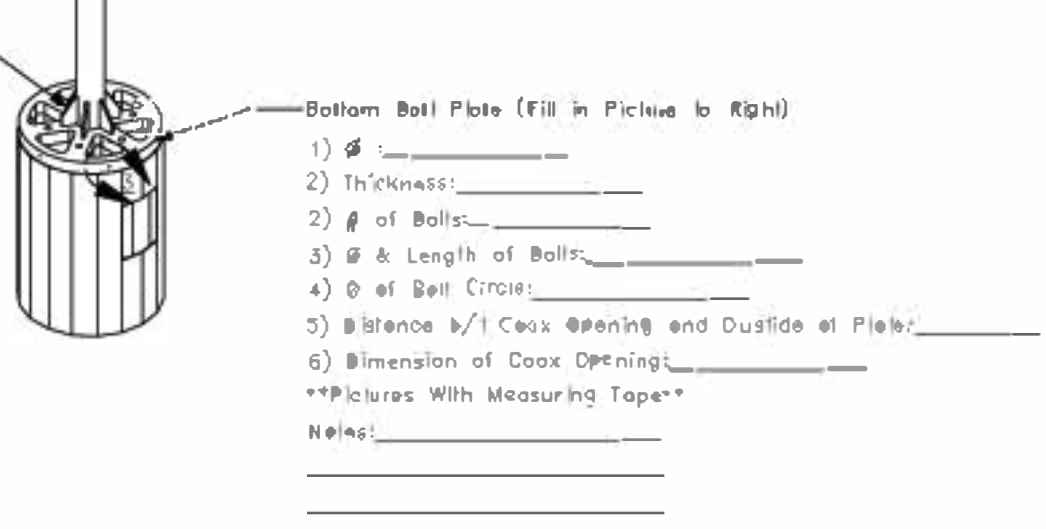 Bottom Bolt Plate (Fill in Picture to Right)
1) Ø :
2) Thickness:
2) # of Bolts:
3) Ø & Length of Bolts:
4) Ø of Bolt Circle:
5) Distance b/t Coax Opening and Outside of Plate:
6) Dimension of Coax Opening:
**Pictures With Measuring Tape**
Notes: